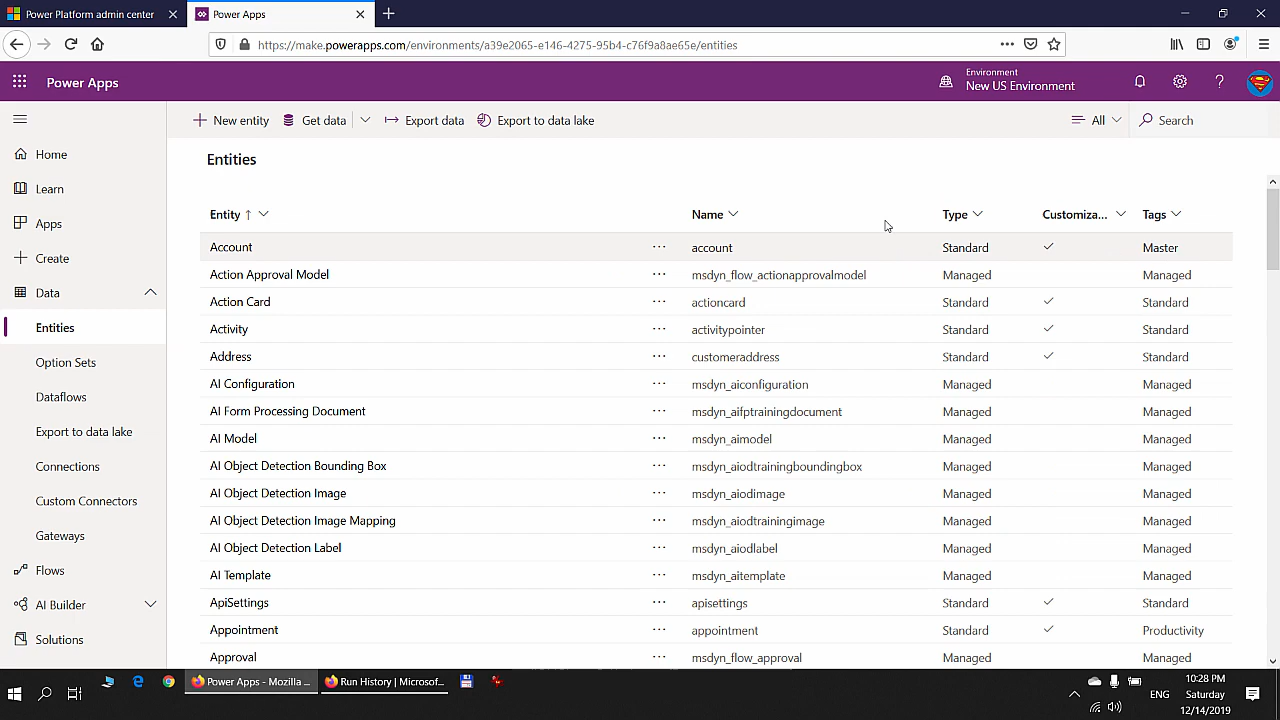 Power Platform admin center
Power Apps
https://make.powerapps.com/environments/a39e2065-e146-4275-95b4-c76f9a8ae65e/entities
Power Apps
Environment
New US Environment
New entity
Get data
Export data
Export to data lake
All
Search
Home
Learn
Apps
Create
Data
Entities
Option Sets
Dataflows
Export to data lake
Connections
Custom Connectors
Gateways
Flows
AI Builder
Solutions
Entities
Entity Name Type Customiza... Tags
Account ... account Standard Master
Action Approval Model ... msdyn_flow_actionapprovalmodel Managed Managed
Action Card ... actioncard Standard Standard
Activity ... activitypointer Standard Standard
Address ... customeraddress Standard Standard
AI Configuration ... msdyn_aiconfiguration Managed Managed
AI Form Processing Document ... msdyn_aifptrainingdocument Managed Managed
AI Model ... msdyn_aimodel Managed Managed
AI Object Detection Bounding Box ... msdyn_aiodtrainingboundingbox Managed Managed
AI Object Detection Image ... msdyn_aiodimage Managed Managed
AI Object Detection Image Mapping ... msdyn_aiodtrainingimage Managed Managed
AI Object Detection Label ... msdyn_aiodlabel Managed Managed
AI Template ... msdyn_aitemplate Managed Managed
ApiSettings ... apisettings Standard Standard
Appointment ... appointment Standard Productivity
Approval ... msdyn_flow_approval Managed Managed
Power Apps - Mozilla ...
Run History | Microsof...
ENG
10:28 PM
Saturday
12/14/2019